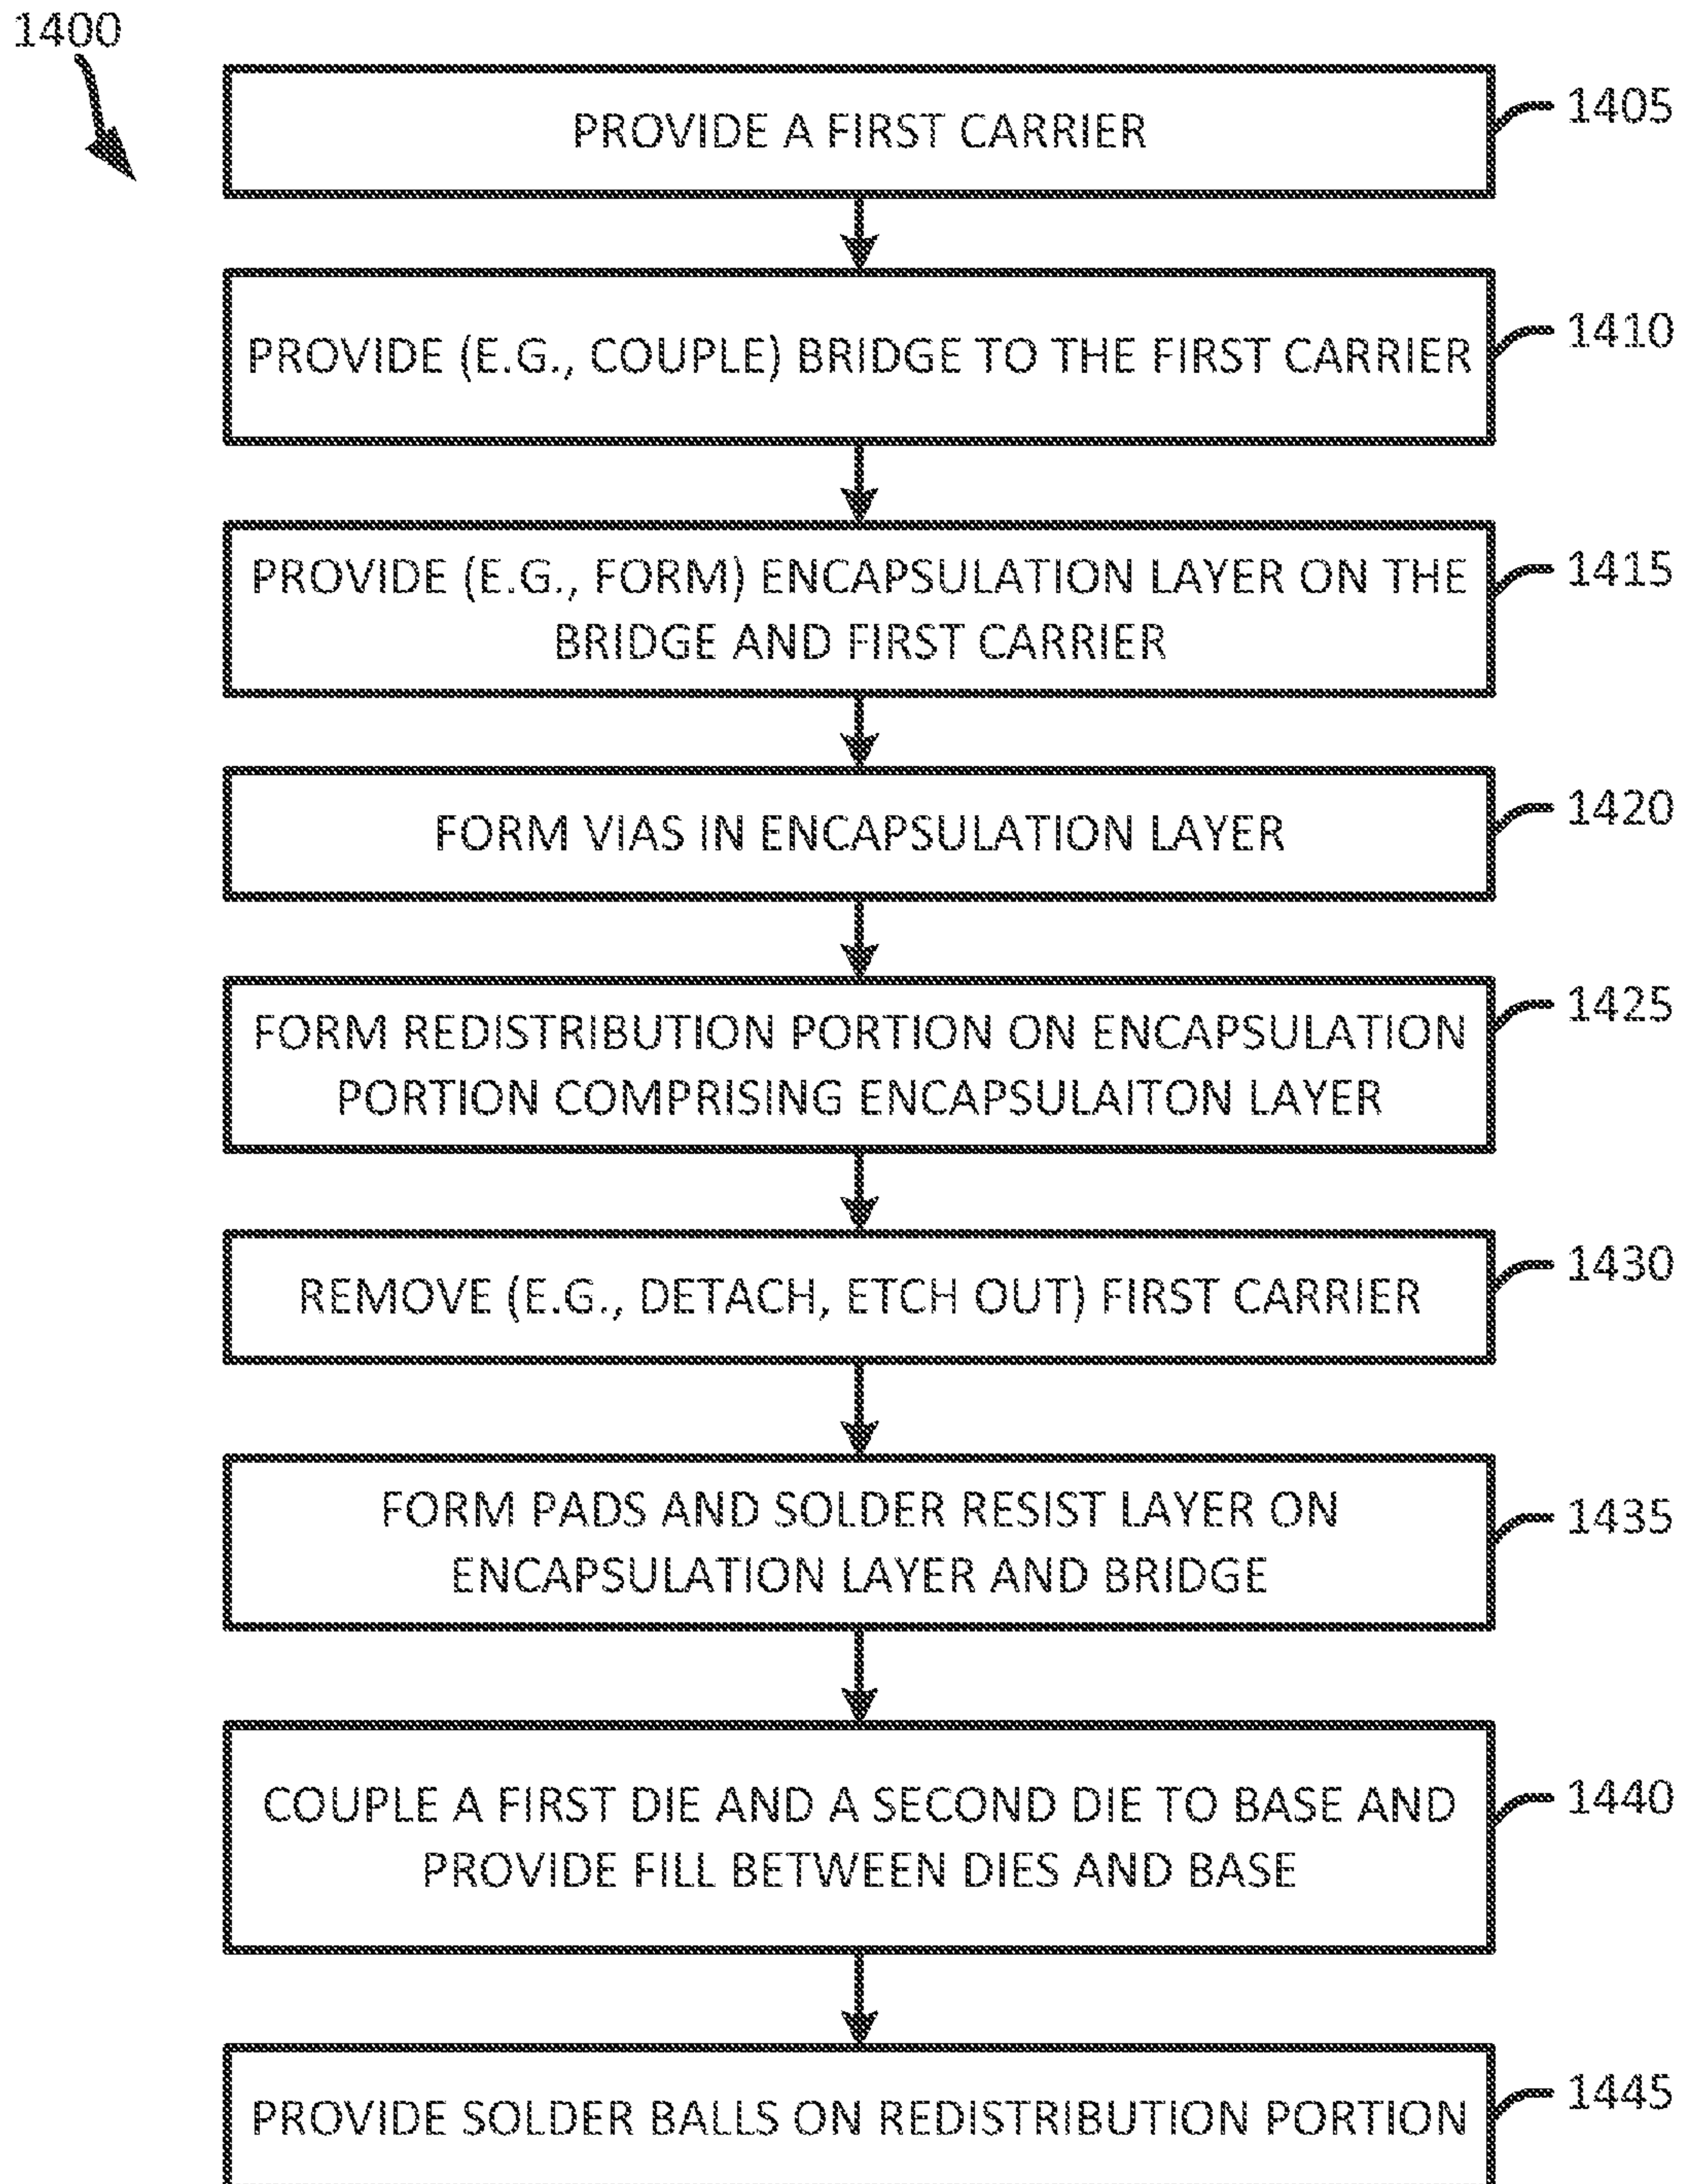 1400
PROVIDE A FIRST CARRIER
1405
PROVIDE (E.G., COUPLE) BRIDGE TO THE FIRST CARRIER
1410
PROVIDE (E.G., FORM) ENCAPSULATION LAYER ON THE
BRIDGE AND FIRST CARRIER
1415
FORM VIAS IN ENCAPSULATION LAYER
1420
FORM REDISTRIBUTION PORTION ON ENCAPSULATION
PORTION COMPRISING ENCAPSULAITON LAYER
1425
REMOVE (E.G., DETACH, ETCH OUT) FIRST CARRIER
1430
FORM PADS AND SOLDER RESIST LAYER ON
ENCAPSULATION LAYER AND BRIDGE
1435
COUPLE A FIRST DIE AND A SECOND DIE TO BASE AND
PROVIDE FILL BETWEEN DIES AND BASE
1440
PROVIDE SOLDER BALLS ON REDISTRIBUTION PORTION
1445